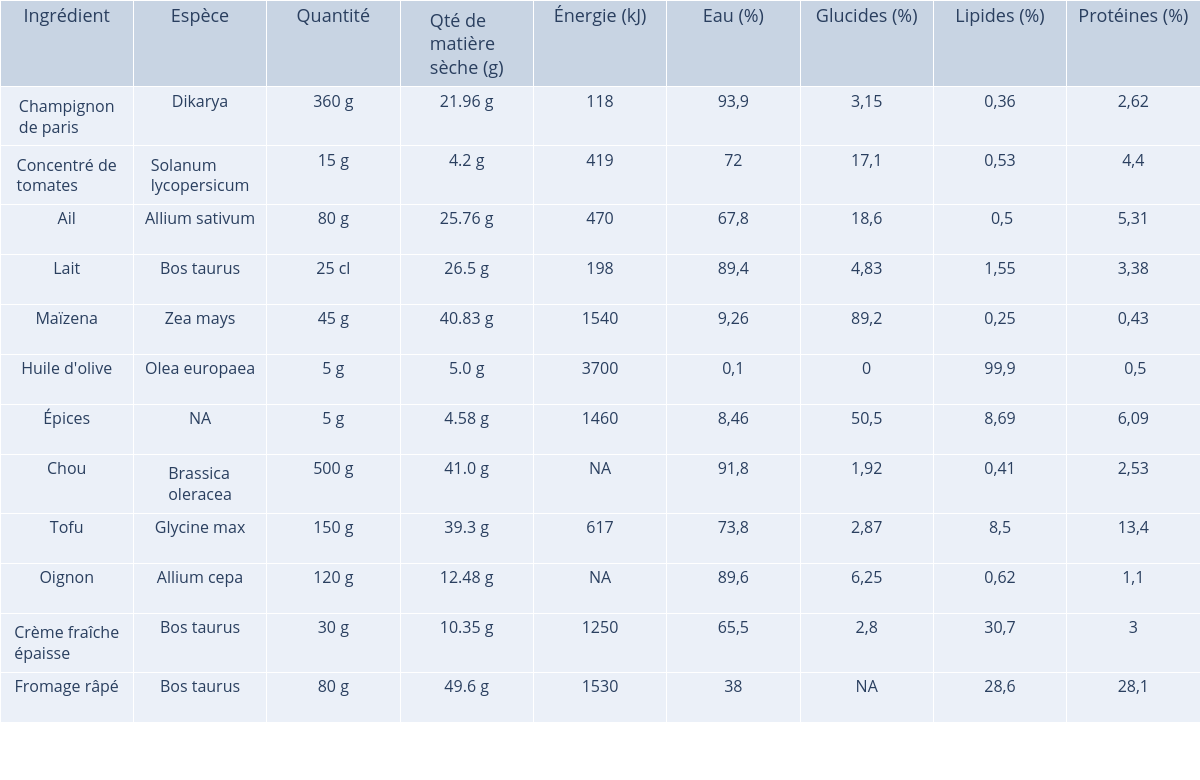 Ingrédient Espèce Quantité Qté de matière sèche (g) Énergie (kJ) Eau (%) Glucides (%) Lipides (%) Protéines (%)
Champignon de paris Dikarya 360 g 21.96 g 118 93,9 3,15 0,36 2,62
Concentré de tomates Solanum lycopersicum 15 g 4.2 g 419 72 17,1 0,53 4,4
Ail Allium sativum 80 g 25.76 g 470 67,8 18,6 0,5 5,31
Lait Bos taurus 25 cl 26.5 g 198 89,4 4,83 1,55 3,38
Maïzena Zea mays 45 g 40.83 g 1540 9,26 89,2 0,25 0,43
Huile d'olive Olea europaea 5 g 5.0 g 3700 0,1 0 99,9 0,5
Épices NA 5 g 4.58 g 1460 8,46 50,5 8,69 6,09
Chou Brassica oleracea 500 g 41.0 g NA 91,8 1,92 0,41 2,53
Tofu Glycine max 150 g 39.3 g 617 73,8 2,87 8,5 13,4
Oignon Allium cepa 120 g 12.48 g NA 89,6 6,25 0,62 1,1
Crème fraîche épaisse Bos taurus 30 g 10.35 g 1250 65,5 2,8 30,7 3
Fromage râpé Bos taurus 80 g 49.6 g 1530 38 NA 28,6 28,1